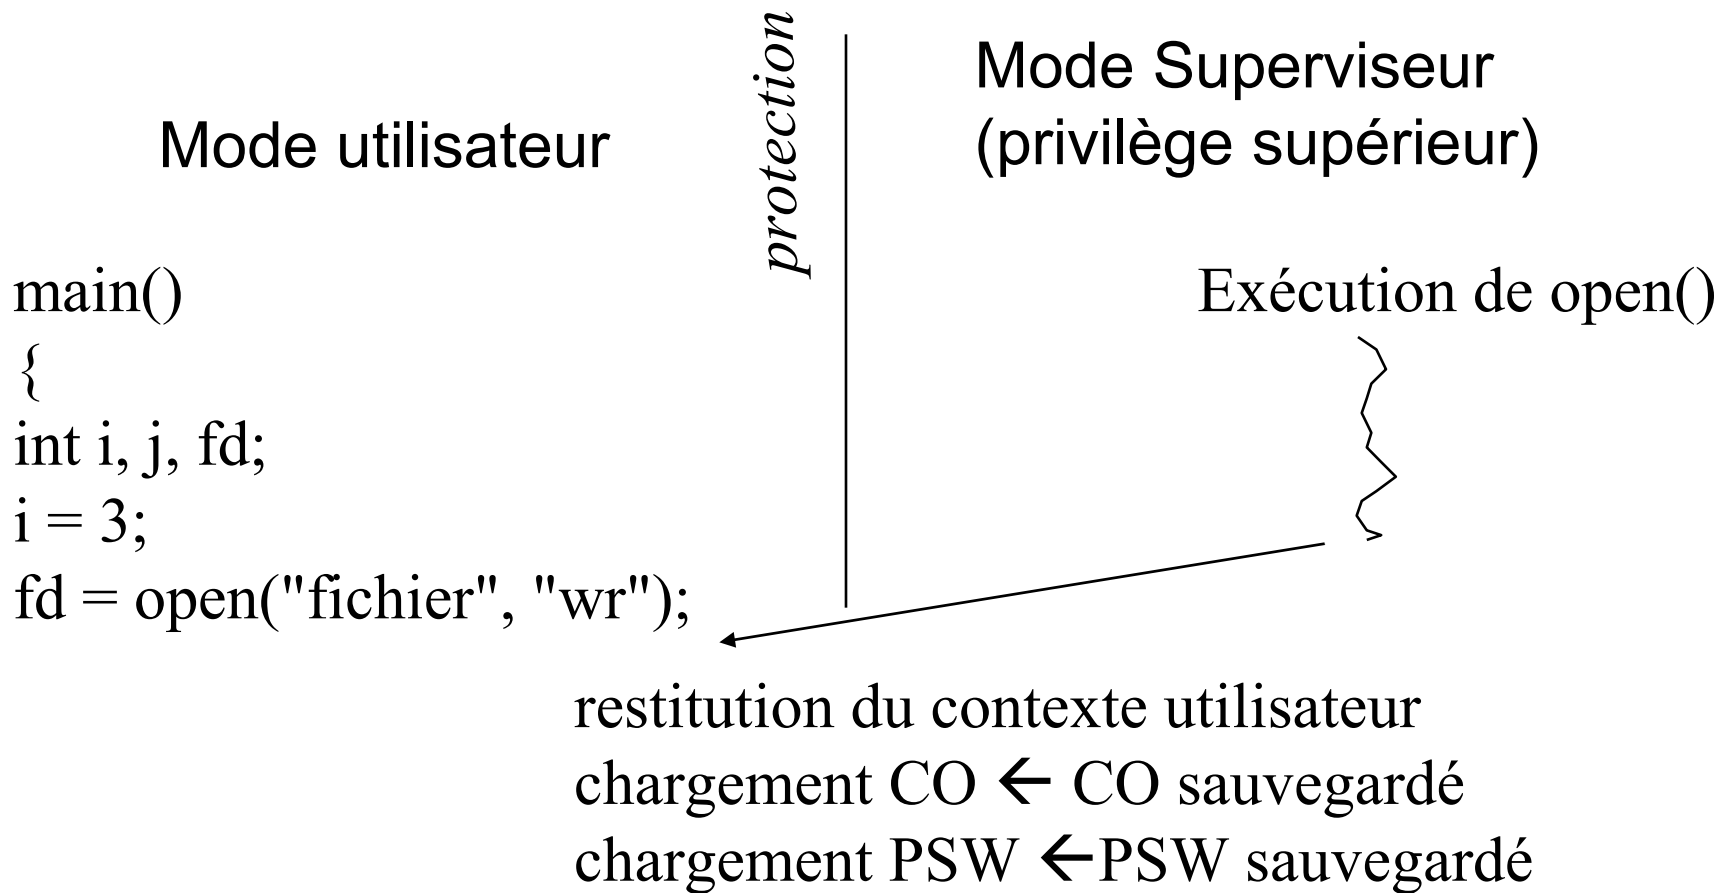 Mode utilisateur
protection
Mode Superviseur
(privilège supérieur)
main()
{
int i, j, fd;
i = 3;
fd = open("fichier", "wr");
Exécution de open()
restitution du contexte utilisateur
chargement CO ← CO sauvegardé
chargement PSW ←PSW sauvegardé